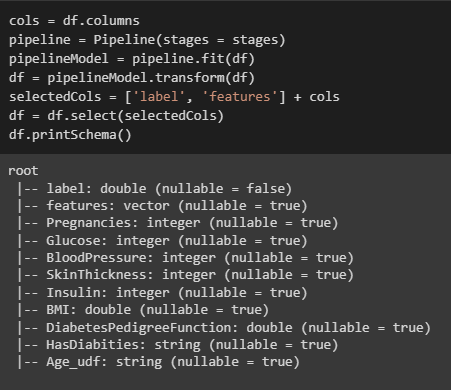 cols = df.columns
pipeline = Pipeline(stages = stages)
pipelineModel = pipeline.fit(df)
df = pipelineModel.transform(df)
selectedCols = ['label', 'features'] + cols
df = df.select(selectedCols)
df.printSchema()
root
|-- label: double (nullable = false)
|-- features: vector (nullable = true)
|-- Pregnancies: integer (nullable = true)
|-- Glucose: integer (nullable = true)
|-- BloodPressure: integer (nullable = true)
|-- SkinThickness: integer (nullable = true)
|-- Insulin: integer (nullable = true)
|-- BMI: double (nullable = true)
|-- DiabetesPedigreeFunction: double (nullable = true)
|-- HasDiabities: string (nullable = true)
|-- Age_udf: string (nullable = true)